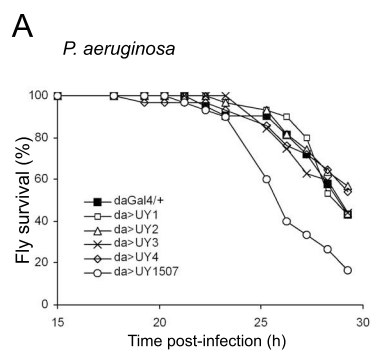 A
P. aeruginosa
Fly survival (%)
100
80
60
40
20
0
daGal4/+
da>UY1
da>UY2
da>UY3
da>UY4
da>UY1507
15
20
25
30
Time post-infection (h)